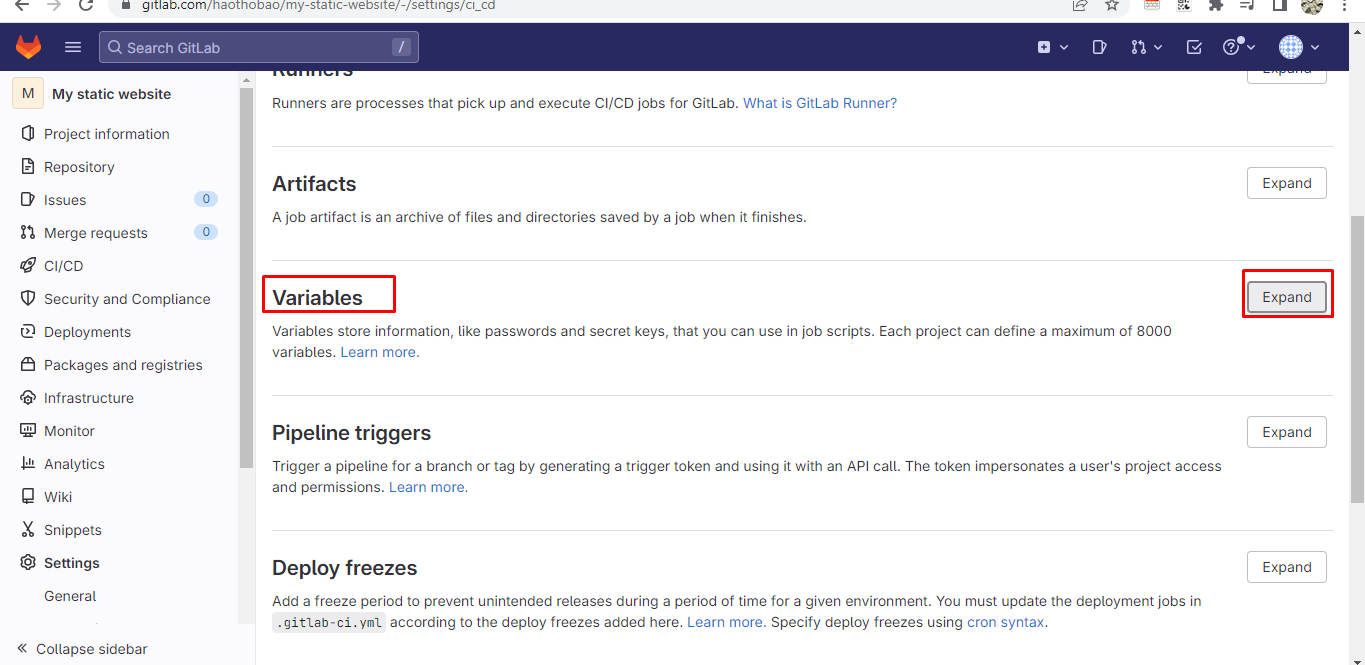 gitlab.com/haothobao/my-static-website/-/settings/ci_cd
Search GitLab
/
M
My static website
Project information
Repository
Issues
0
Merge requests
0
CI/CD
Security and Compliance
Deployments
Packages and registries
Infrastructure
Monitor
Analytics
Wiki
Snippets
Settings
General
Collapse sidebar
Runners
Expand
Runners are processes that pick up and execute CI/CD jobs for GitLab. What is GitLab Runner?
Artifacts
Expand
A job artifact is an archive of files and directories saved by a job when it finishes.
Variables
Expand
Variables store information, like passwords and secret keys, that you can use in job scripts. Each project can define a maximum of 8000
variables. Learn more.
Pipeline triggers
Expand
Trigger a pipeline for a branch or tag by generating a trigger token and using it with an API call. The token impersonates a user's project access
and permissions. Learn more.
Deploy freezes
Expand
Add a freeze period to prevent unintended releases during a period of time for a given environment. You must update the deployment jobs in
.gitlab-ci.yml according to the deploy freezes added here. Learn more. Specify deploy freezes using cron syntax.